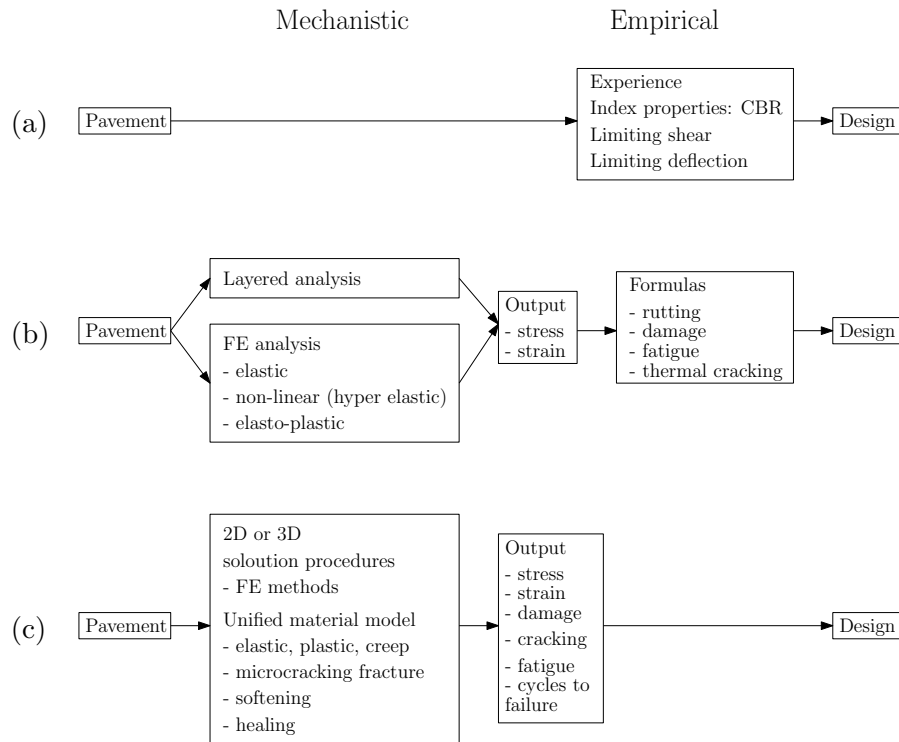 Mechanistic
Empirical
(a)
Pavement
Experience
Index properties: CBR
Limiting shear
Limiting deflection
Design
(b)
Pavement
Layered analysis
FE analysis
- elastic
- non-linear (hyper elastic)
- elasto-plastic
Output
- stress
- strain
Formulas
- rutting
- damage
- fatigue
- thermal cracking
Design
(c)
Pavement
2D or 3D
soloution procedures
- FE methods
Unified material model
- elastic, plastic, creep
- microcracking fracture
- softening
- healing
Output
- stress
- strain
- damage
- cracking
- fatigue
- cycles to
failure
Design